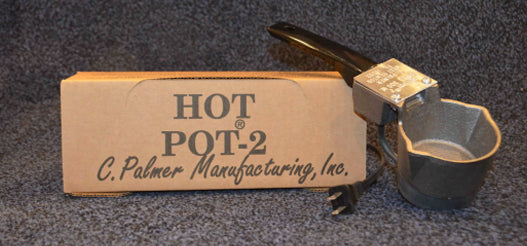 HOT
®
POT-2
C. Palmer Manufacturing, Inc.